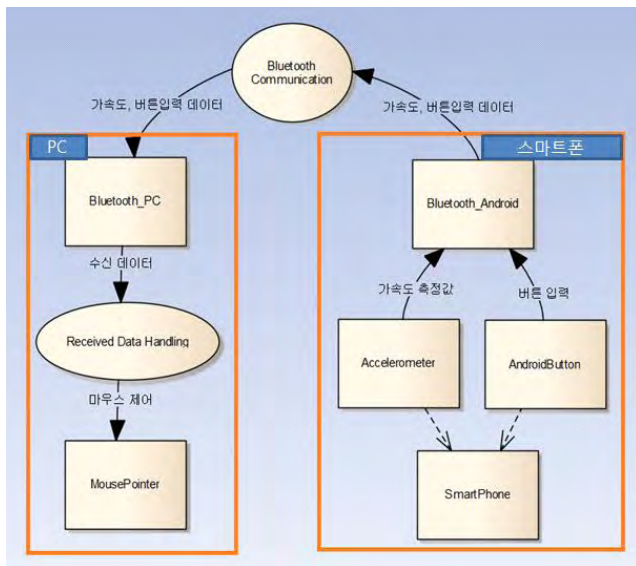 Bluetooth
Communication
가속도, 버튼입력 데이터
가속도, 버튼입력 데이터
PC
스마트폰
Bluetooth_PC
Bluetooth_Android
수신 데이터
가속도 측정값
버튼 입력
Received Data Handling
Accelerometer
AndroidButton
마우스 제어
MousePointer
SmartPhone